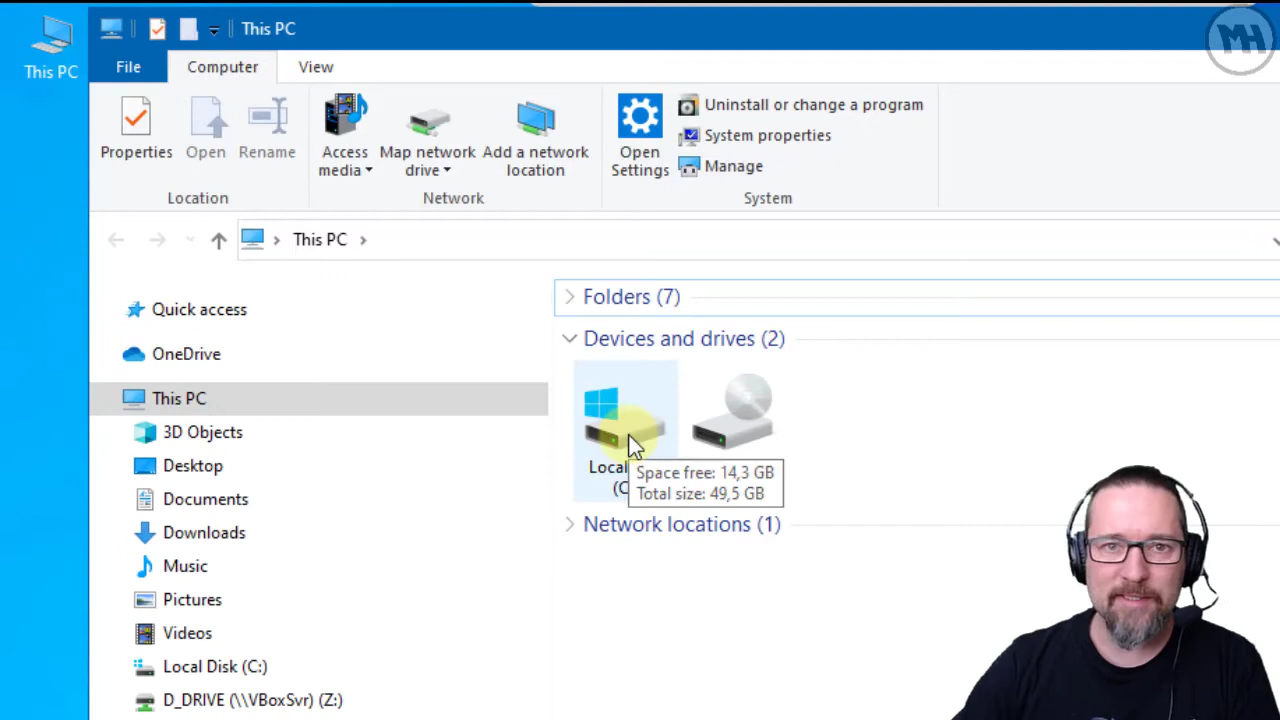 This PC
This PC
MH
File
Computer
View
Properties
Open
Rename
Access
media
Map network
drive
Add a network
location
Open
Settings
Uninstall or change a program
System properties
Manage
Location
Network
System
This PC
Quick access
OneDrive
This PC
3D Objects
Desktop
Documents
Downloads
Music
Pictures
Videos
Local Disk (C:)
D_DRIVE (\\VBoxSvr) (Z:)
Folders (7)
Devices and drives (2)
Local
(C
Space free: 14,3 GB
Total size: 49,5 GB
Network locations (1)